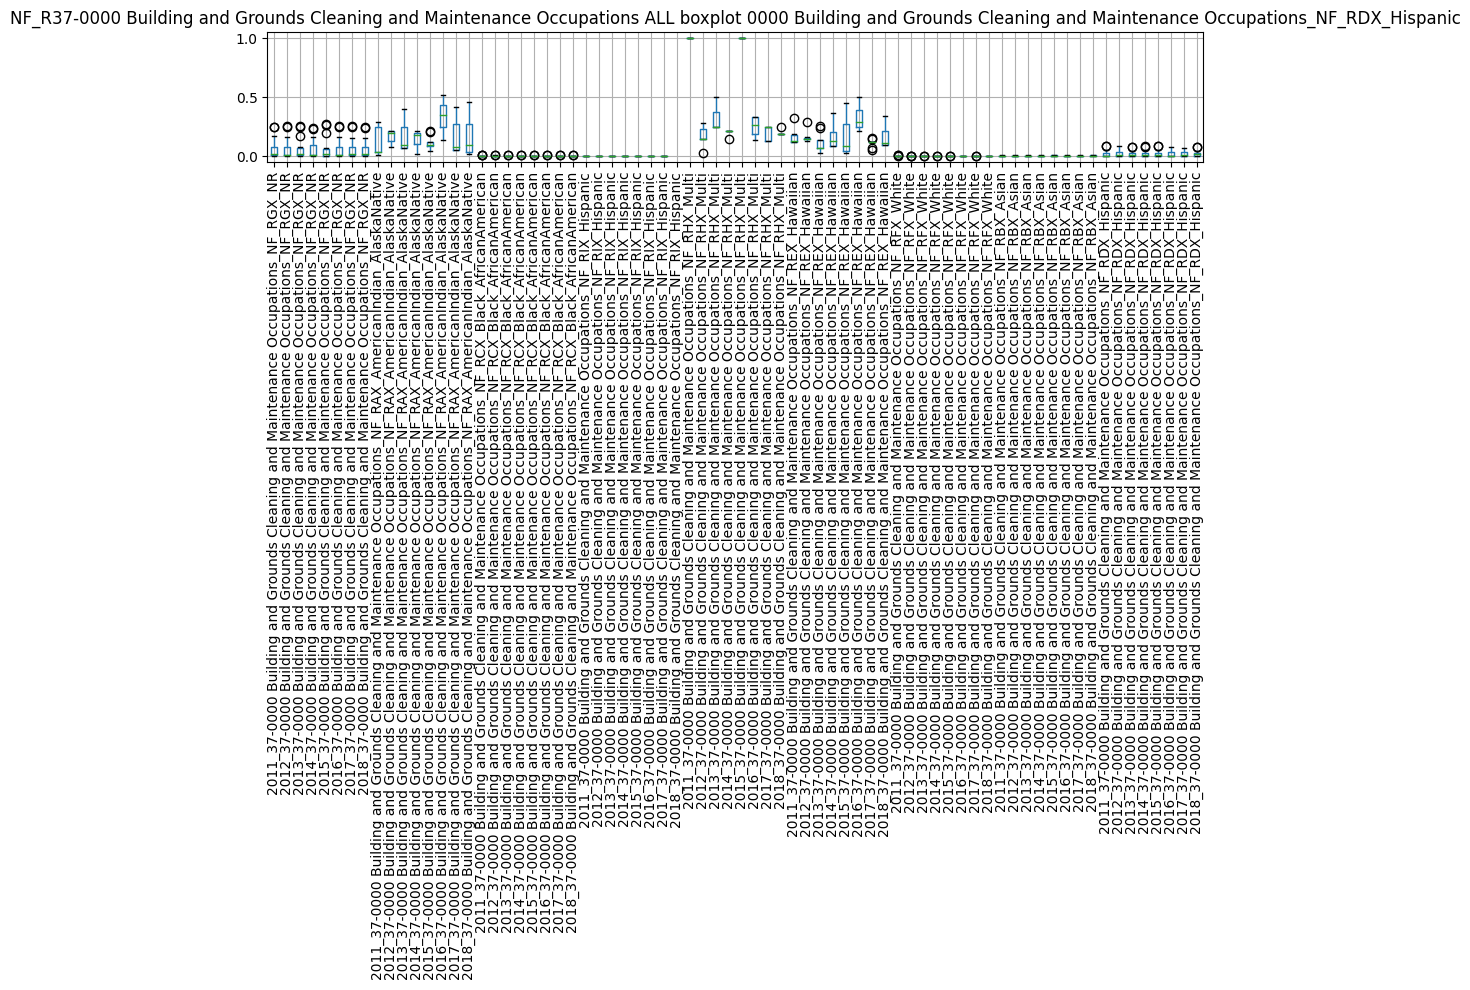 NF_R37-0000 Building and Grounds Cleaning and Maintenance Occupations ALL boxplot 0000 Building and Grounds Cleaning and Maintenance Occupations_NF_RDX_Hispanic
1.0
0.5
0.0
2011_37-0000 Building and Grounds Cleaning and Maintenance Occupations_NF_RGX_NR
2012_37-0000 Building and Grounds Cleaning and Maintenance Occupations_NF_RGX_NR
2013_37-0000 Building and Grounds Cleaning and Maintenance Occupations_NF_RGX_NR
2014_37-0000 Building and Grounds Cleaning and Maintenance Occupations_NF_RGX_NR
2015_37-0000 Building and Grounds Cleaning and Maintenance Occupations_NF_RGX_NR
2016_37-0000 Building and Grounds Cleaning and Maintenance Occupations_NF_RGX_NR
2017_37-0000 Building and Grounds Cleaning and Maintenance Occupations_NF_RGX_NR
2018_37-0000 Building and Grounds Cleaning and Maintenance Occupations_NF_RGX_NR
2011_37-0000 Building and Grounds Cleaning and Maintenance Occupations_NF_RAX_AmericanIndian_AlaskaNative
2012_37-0000 Building and Grounds Cleaning and Maintenance Occupations_NF_RAX_AmericanIndian_AlaskaNative
2013_37-0000 Building and Grounds Cleaning and Maintenance Occupations_NF_RAX_AmericanIndian_AlaskaNative
2014_37-0000 Building and Grounds Cleaning and Maintenance Occupations_NF_RAX_AmericanIndian_AlaskaNative
2015_37-0000 Building and Grounds Cleaning and Maintenance Occupations_NF_RAX_AmericanIndian_AlaskaNative
2016_37-0000 Building and Grounds Cleaning and Maintenance Occupations_NF_RAX_AmericanIndian_AlaskaNative
2017_37-0000 Building and Grounds Cleaning and Maintenance Occupations_NF_RAX_AmericanIndian_AlaskaNative
2018_37-0000 Building and Grounds Cleaning and Maintenance Occupations_NF_RAX_AmericanIndian_AlaskaNative
2011_37-0000 Building and Grounds Cleaning and Maintenance Occupations_NF_RCX_Black_AfricanAmerican
2012_37-0000 Building and Grounds Cleaning and Maintenance Occupations_NF_RCX_Black_AfricanAmerican
2013_37-0000 Building and Grounds Cleaning and Maintenance Occupations_NF_RCX_Black_AfricanAmerican
2014_37-0000 Building and Grounds Cleaning and Maintenance Occupations_NF_RCX_Black_AfricanAmerican
2015_37-0000 Building and Grounds Cleaning and Maintenance Occupations_NF_RCX_Black_AfricanAmerican
2016_37-0000 Building and Grounds Cleaning and Maintenance Occupations_NF_RCX_Black_AfricanAmerican
2017_37-0000 Building and Grounds Cleaning and Maintenance Occupations_NF_RCX_Black_AfricanAmerican
2018_37-0000 Building and Grounds Cleaning and Maintenance Occupations_NF_RCX_Black_AfricanAmerican
2011_37-0000 Building and Grounds Cleaning and Maintenance Occupations_NF_RIX_Hispanic
2012_37-0000 Building and Grounds Cleaning and Maintenance Occupations_NF_RIX_Hispanic
2013_37-0000 Building and Grounds Cleaning and Maintenance Occupations_NF_RIX_Hispanic
2014_37-0000 Building and Grounds Cleaning and Maintenance Occupations_NF_RIX_Hispanic
2015_37-0000 Building and Grounds Cleaning and Maintenance Occupations_NF_RIX_Hispanic
2016_37-0000 Building and Grounds Cleaning and Maintenance Occupations_NF_RIX_Hispanic
2017_37-0000 Building and Grounds Cleaning and Maintenance Occupations_NF_RIX_Hispanic
2018_37-0000 Building and Grounds Cleaning and Maintenance Occupations_NF_RIX_Hispanic
2011_37-0000 Building and Grounds Cleaning and Maintenance Occupations_NF_RHX_Multi
2012_37-0000 Building and Grounds Cleaning and Maintenance Occupations_NF_RHX_Multi
2013_37-0000 Building and Grounds Cleaning and Maintenance Occupations_NF_RHX_Multi
2014_37-0000 Building and Grounds Cleaning and Maintenance Occupations_NF_RHX_Multi
2015_37-0000 Building and Grounds Cleaning and Maintenance Occupations_NF_RHX_Multi
2016_37-0000 Building and Grounds Cleaning and Maintenance Occupations_NF_RHX_Multi
2017_37-0000 Building and Grounds Cleaning and Maintenance Occupations_NF_RHX_Multi
2018_37-0000 Building and Grounds Cleaning and Maintenance Occupations_NF_RHX_Multi
2011_37-0000 Building and Grounds Cleaning and Maintenance Occupations_NF_REX_Hawaiian
2012_37-0000 Building and Grounds Cleaning and Maintenance Occupations_NF_REX_Hawaiian
2013_37-0000 Building and Grounds Cleaning and Maintenance Occupations_NF_REX_Hawaiian
2014_37-0000 Building and Grounds Cleaning and Maintenance Occupations_NF_REX_Hawaiian
2015_37-0000 Building and Grounds Cleaning and Maintenance Occupations_NF_REX_Hawaiian
2016_37-0000 Building and Grounds Cleaning and Maintenance Occupations_NF_REX_Hawaiian
2017_37-0000 Building and Grounds Cleaning and Maintenance Occupations_NF_REX_Hawaiian
2018_37-0000 Building and Grounds Cleaning and Maintenance Occupations_NF_REX_Hawaiian
2011_37-0000 Building and Grounds Cleaning and Maintenance Occupations_NF_RFX_White
2012_37-0000 Building and Grounds Cleaning and Maintenance Occupations_NF_RFX_White
2013_37-0000 Building and Grounds Cleaning and Maintenance Occupations_NF_RFX_White
2014_37-0000 Building and Grounds Cleaning and Maintenance Occupations_NF_RFX_White
2015_37-0000 Building and Grounds Cleaning and Maintenance Occupations_NF_RFX_White
2016_37-0000 Building and Grounds Cleaning and Maintenance Occupations_NF_RFX_White
2017_37-0000 Building and Grounds Cleaning and Maintenance Occupations_NF_RFX_White
2018_37-0000 Building and Grounds Cleaning and Maintenance Occupations_NF_RFX_White
2011_37-0000 Building and Grounds Cleaning and Maintenance Occupations_NF_RBX_Asian
2012_37-0000 Building and Grounds Cleaning and Maintenance Occupations_NF_RBX_Asian
2013_37-0000 Building and Grounds Cleaning and Maintenance Occupations_NF_RBX_Asian
2014_37-0000 Building and Grounds Cleaning and Maintenance Occupations_NF_RBX_Asian
2015_37-0000 Building and Grounds Cleaning and Maintenance Occupations_NF_RBX_Asian
2016_37-0000 Building and Grounds Cleaning and Maintenance Occupations_NF_RBX_Asian
2017_37-0000 Building and Grounds Cleaning and Maintenance Occupations_NF_RBX_Asian
2018_37-0000 Building and Grounds Cleaning and Maintenance Occupations_NF_RBX_Asian
2011_37-0000 Building and Grounds Cleaning and Maintenance Occupations_NF_RDX_Hispanic
2012_37-0000 Building and Grounds Cleaning and Maintenance Occupations_NF_RDX_Hispanic
2013_37-0000 Building and Grounds Cleaning and Maintenance Occupations_NF_RDX_Hispanic
2014_37-0000 Building and Grounds Cleaning and Maintenance Occupations_NF_RDX_Hispanic
2015_37-0000 Building and Grounds Cleaning and Maintenance Occupations_NF_RDX_Hispanic
2016_37-0000 Building and Grounds Cleaning and Maintenance Occupations_NF_RDX_Hispanic
2017_37-0000 Building and Grounds Cleaning and Maintenance Occupations_NF_RDX_Hispanic
2018_37-0000 Building and Grounds Cleaning and Maintenance Occupations_NF_RDX_Hispanic